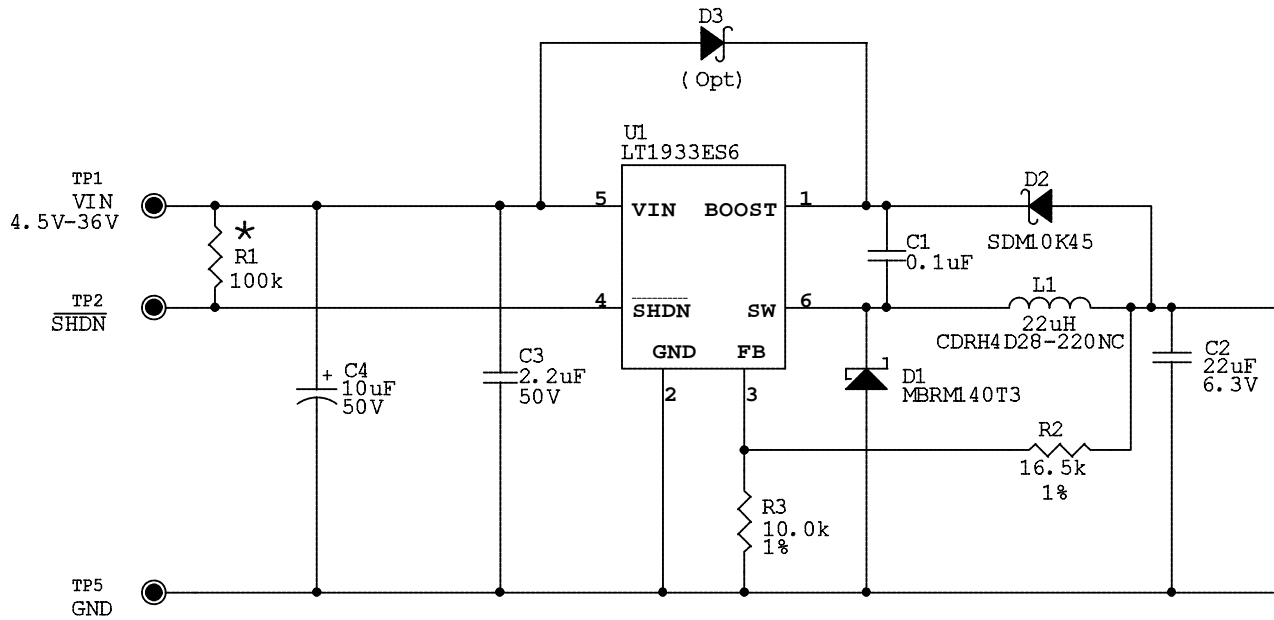 D3
(Opt)
U1
LT1933ES6
TP1
VIN
4.5V-36V
5
VIN
BOOST
1
D2
SDM10K45
*
R1
100k
C1
0.1uF
TP2
SHDN
4
SHDN
SW
6
L1
22uH
CDRH4D28-220NC
GND
FB
2
3
C4
+
10uF
50V
C3
2.2uF
50V
D1
MBRM140T3
C2
22uF
6.3V
R2
16.5k
1%
R3
10.0k
1%
TP5
GND